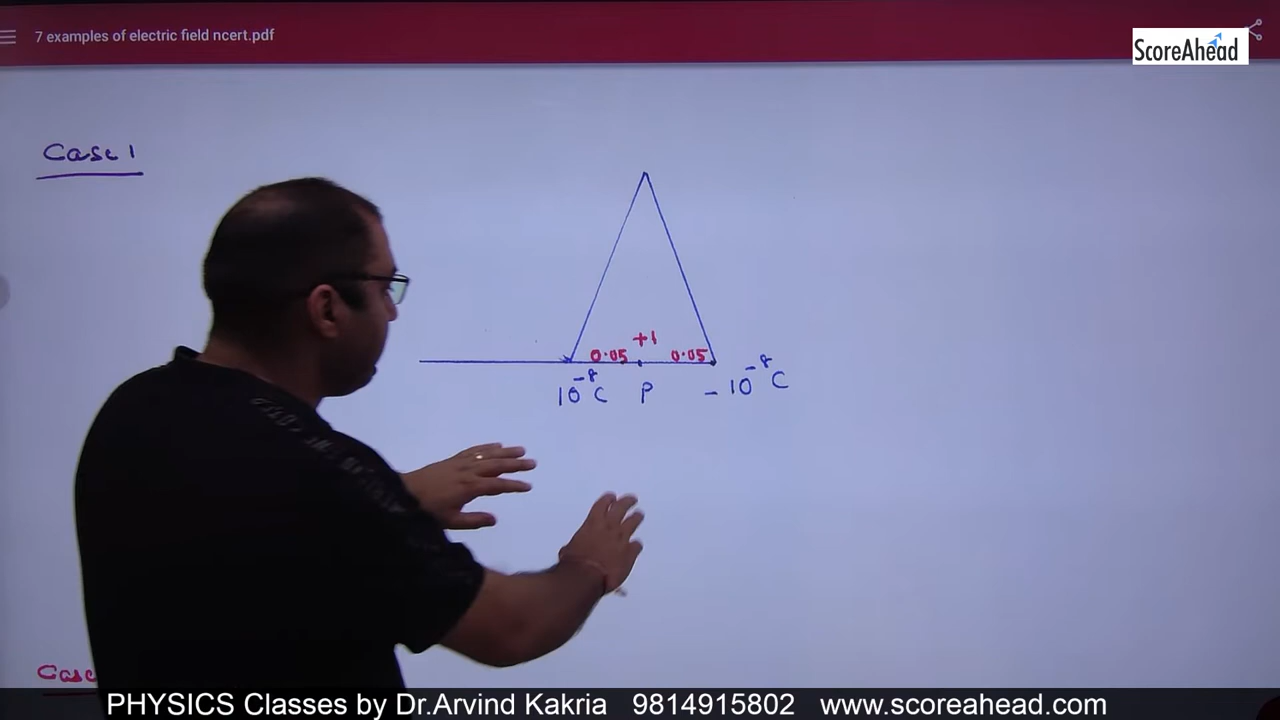 7 examples of electric field ncert.pdf
ScoreAhead
Case 1
+1
0.05 0.05
10⁻⁸ C P - 10⁻⁸ C
Case
PHYSICS Classes by Dr.Arvind Kakria 9814915802 www.scoreahead.com